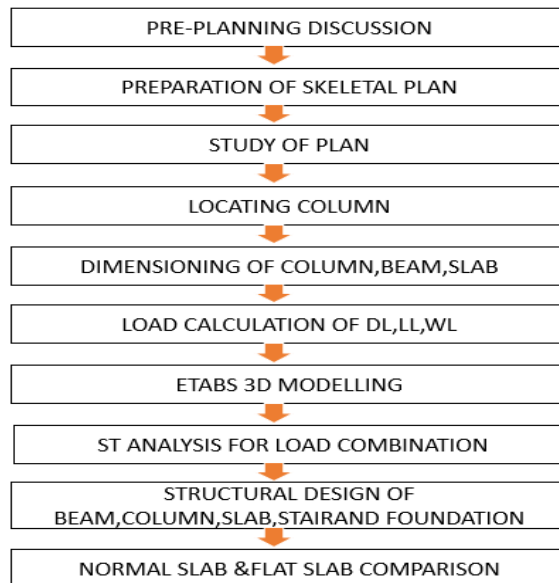 PRE-PLANNING DISCUSSION
PREPARATION OF SKELETAL PLAN
STUDY OF PLAN
LOCATING COLUMN
DIMENSIONING OF COLUMN,BEAM,SLAB
LOAD CALCULATION OF DL,LL,WL
ETABS 3D MODELLING
ST ANALYSIS FOR LOAD COMBINATION
STRUCTURAL DESIGN OF
BEAM,COLUMN,SLAB,STAIRAND FOUNDATION
NORMAL SLAB &FLAT SLAB COMPARISON